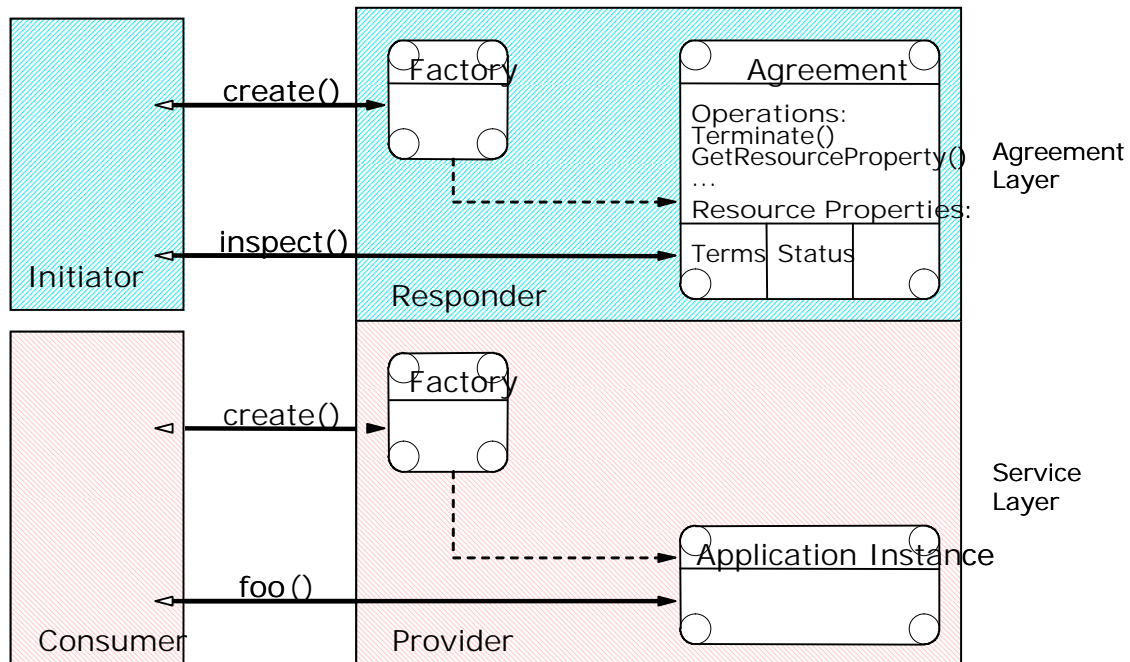 Factory
Agreement
create()
Operations:
Terminate()
GetResourceProperty()
...
Agreement
Layer
Resource Properties:
inspect()
Terms
Status
Initiator
Responder
Factory
create()
Service
Layer
Application Instance
foo()
Consumer
Provider